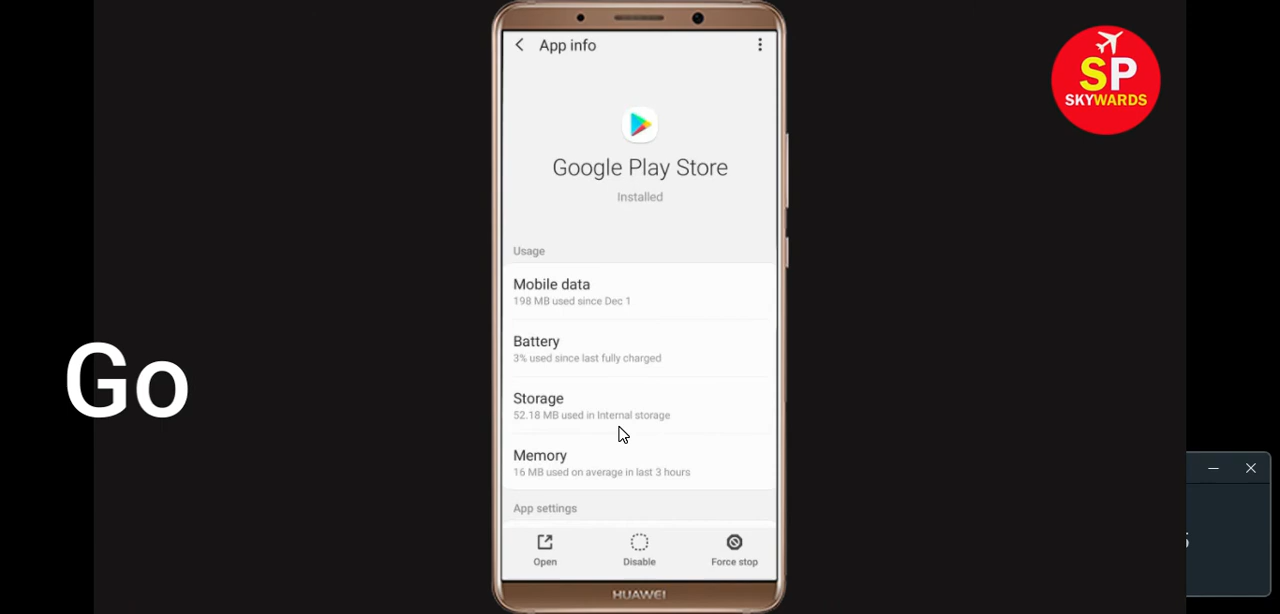 App info
SP
SKYWARDS
Google Play Store
Installed
Usage
Mobile data
198 MB used since Dec 1
Go
Battery
3% used since last fully charged
Storage
52.18 MB used in Internal storage
Memory
16 MB used on average in last 3 hours
App settings
Open
Disable
Force stop
HUAWEI